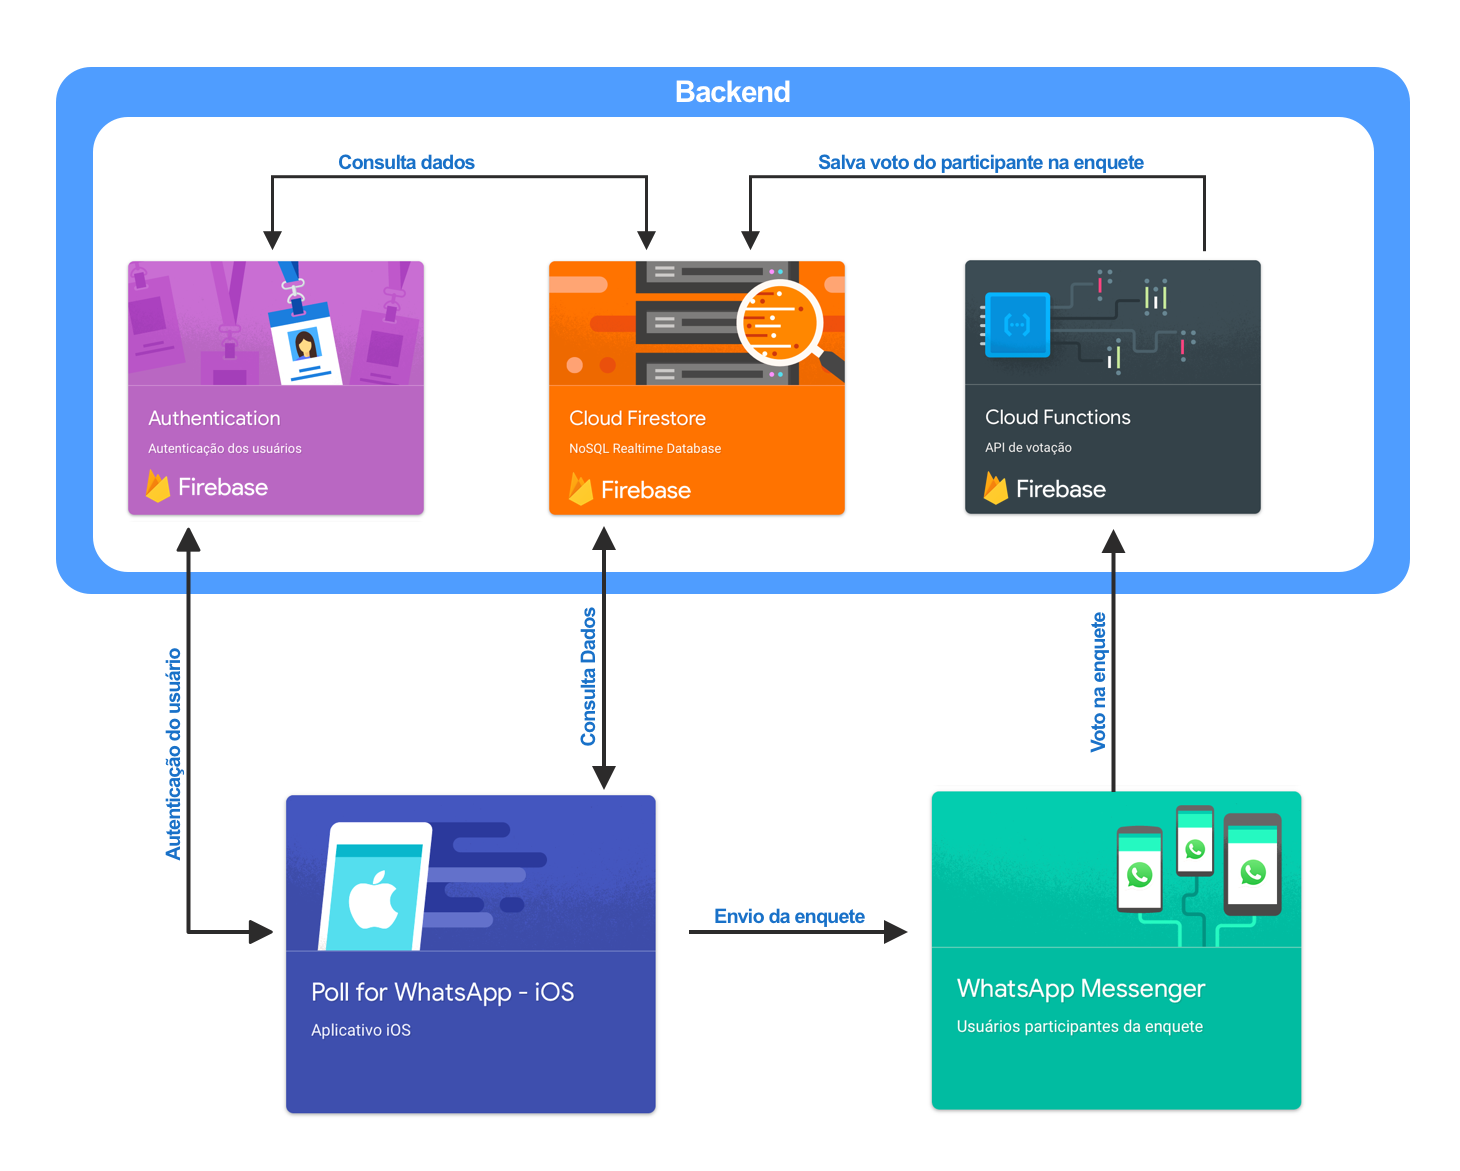 Backend
Consulta dados
Salva voto do participante na enquete
Authentication
Autenticação dos usuários
Firebase
Cloud Firestore
NoSQL Realtime Database
Firebase
Cloud Functions
API de votação
Firebase
Autenticação do usuário
Consulta Dados
Voto na enquete
Poll for WhatsApp - iOS
Aplicativo iOS
Envio da enquete
WhatsApp Messenger
Usuários participantes da enquete